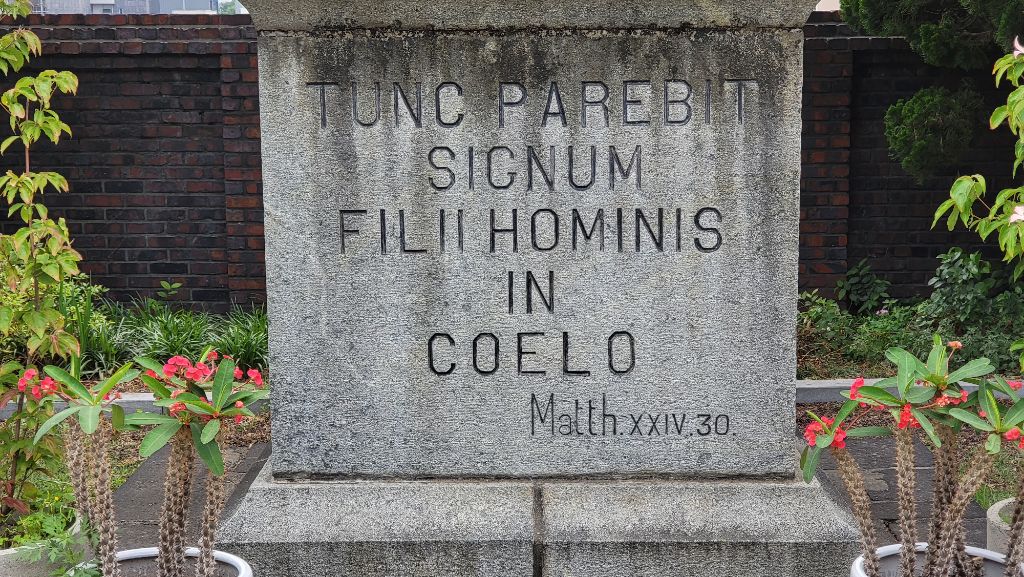 TUNC PAREBIT
SIGNUM
FILII HOMINIS
IN
COELO
Matth.XXIV.30.